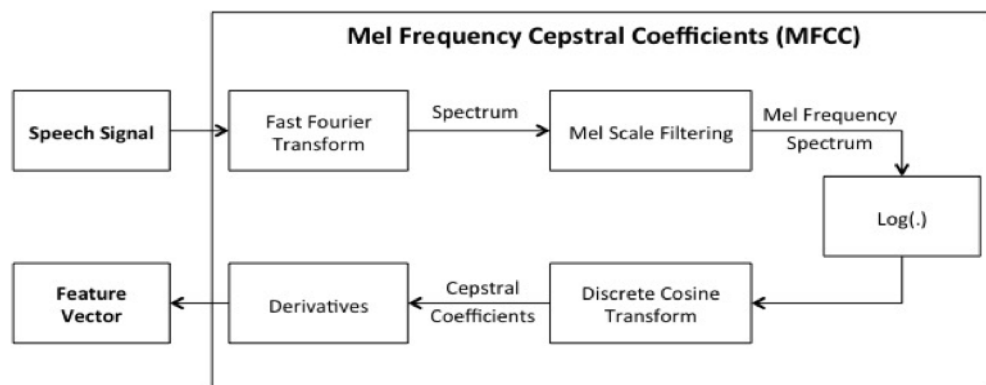 Mel Frequency Cepstral Coefficients (MFCC)
Speech Signal
Fast Fourier
Transform
Spectrum
Mel Scale Filtering
Mel Frequency
Spectrum
Log(.)
Discrete Cosine
Transform
Cepstral
Coefficients
Derivatives
Feature
Vector